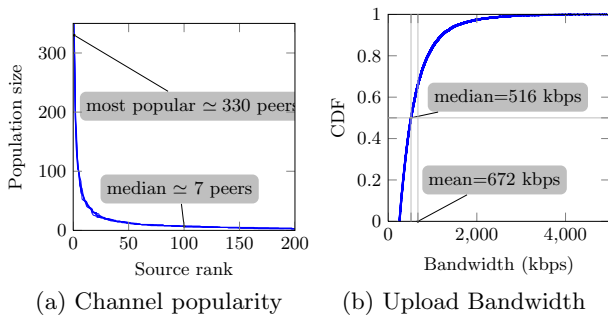 300
200
100
0
0
50
100
150
200
Population size
Source rank
most popular ≃ 330 peers
median ≃ 7 peers
(a) Channel popularity
1
0.8
0.6
0.4
0.2
0
2,000
4,000
CDF
Bandwidth (kbps)
median=516 kbps
mean=672 kbps
(b) Upload Bandwidth